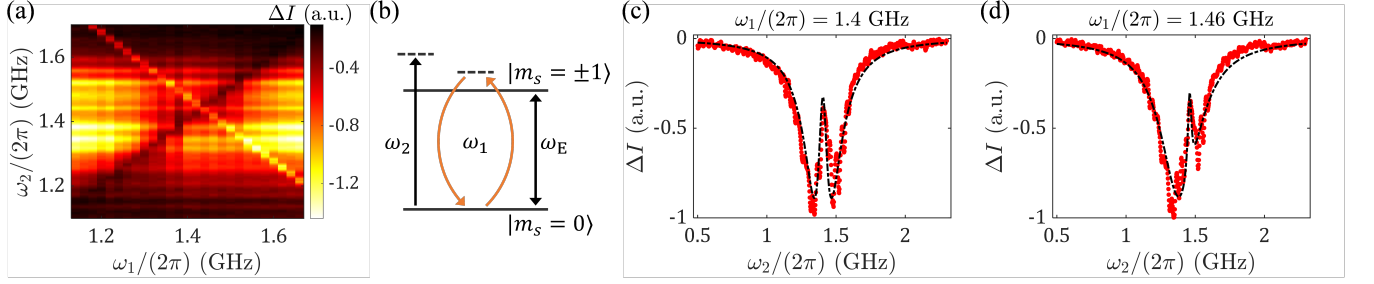 (a)
ΔI (a.u.)
-0.4
-0.8
-1.2
1.6
1.4
1.2
ω₂/(2π) (GHz)
1.2 1.4 1.6
ω₁/(2π) (GHz)
(b)
|mₛ = ±1⟩
ω₂
ω₁
ω_E
|mₛ=0⟩
(c)
ω₁/(2π) = 1.4 GHz
0
-0.5
-1
ΔI (a.u.)
0.5 1 1.5 2
ω₂/(2π) (GHz)
(d)
ω₁/(2π) = 1.46 GHz
0
-0.5
-1
ΔI (a.u.)
0.5 1 1.5 2
ω₂/(2π) (GHz)